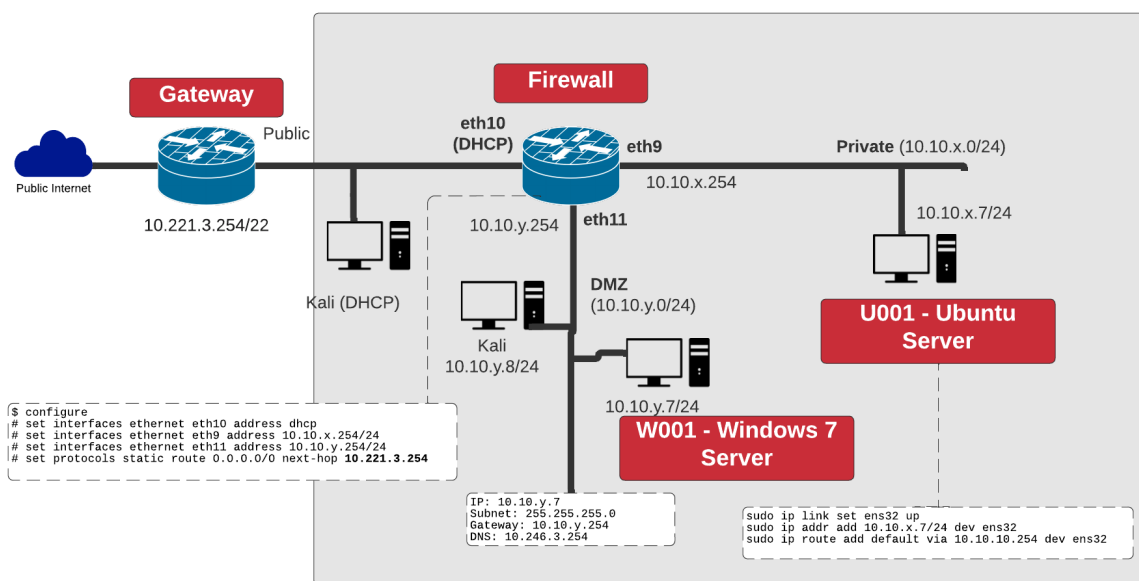 Gateway
Firewall
Public
eth10
(DHCP)
eth9
Private (10.10.x.0/24)
Public Internet
10.221.3.254/22
10.10.x.254
10.10.y.254
eth11
10.10.x.7/24
Kali (DHCP)
DMZ
(10.10.y.0/24)
U001 - Ubuntu
Server
Kali
10.10.y.8/24
10.10.y.7/24
W001 - Windows 7
Server
$ configure
# set interfaces ethernet eth10 address dhcp
# set interfaces ethernet eth9 address 10.10.x.254/24
# set interfaces ethernet eth11 address 10.10.y.254/24
# set protocols static route 0.0.0.0/0 next-hop 10.221.3.254
IP: 10.10.y.7
Subnet: 255.255.255.0
Gateway: 10.10.y.254
DNS: 10.246.3.254
sudo ip link set ens32 up
sudo ip addr add 10.10.x.7/24 dev ens32
sudo ip route add default via 10.10.10.254 dev ens32